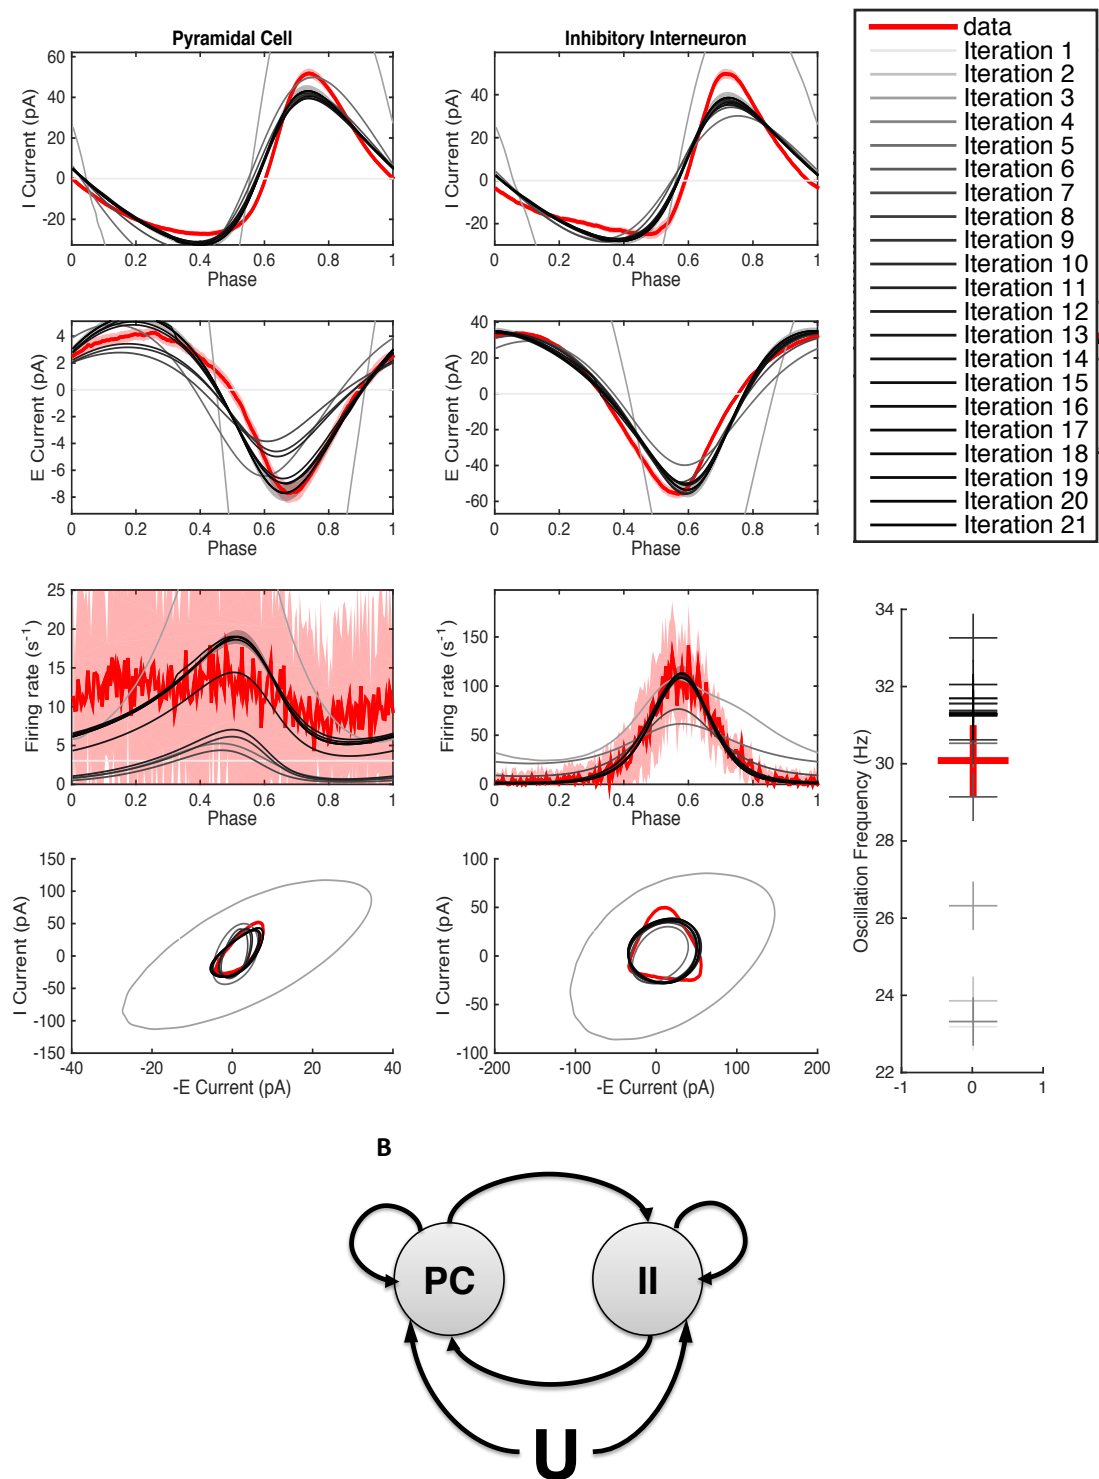 Pyramidal Cell
60
40
20
0
-20
I Current (pA)
0 0.2 0.4 0.6 0.8 1
Phase
Inhibitory Interneuron
60
40
20
0
-20
I Current (pA)
0 0.2 0.4 0.6 0.8 1
Phase
data
Iteration 1
Iteration 2
Iteration 3
Iteration 4
Iteration 5
Iteration 6
Iteration 7
Iteration 8
Iteration 9
Iteration 10
Iteration 11
Iteration 12
Iteration 13
Iteration 14
Iteration 15
Iteration 16
Iteration 17
Iteration 18
Iteration 19
Iteration 20
Iteration 21
4
2
0
-2
-4
-6
-8
E Current (pA)
0 0.2 0.4 0.6 0.8 1
Phase
40
20
0
-20
-40
-60
E Current (pA)
0 0.2 0.4 0.6 0.8 1
Phase
25
20
15
10
5
0
Firing rate (s⁻¹)
0 0.2 0.4 0.6 0.8 1
Phase
150
100
50
0
Firing rate (s⁻¹)
0 0.2 0.4 0.6 0.8 1
Phase
34
32
30
28
26
24
22
Oscillation Frequency (Hz)
-1 0 1
150
100
50
0
-50
-100
-150
I Current (pA)
-40 -20 0 20 40
-E Current (pA)
100
50
0
-50
-100
I Current (pA)
-200 -100 0 100 200
-E Current (pA)
B
PC
II
U